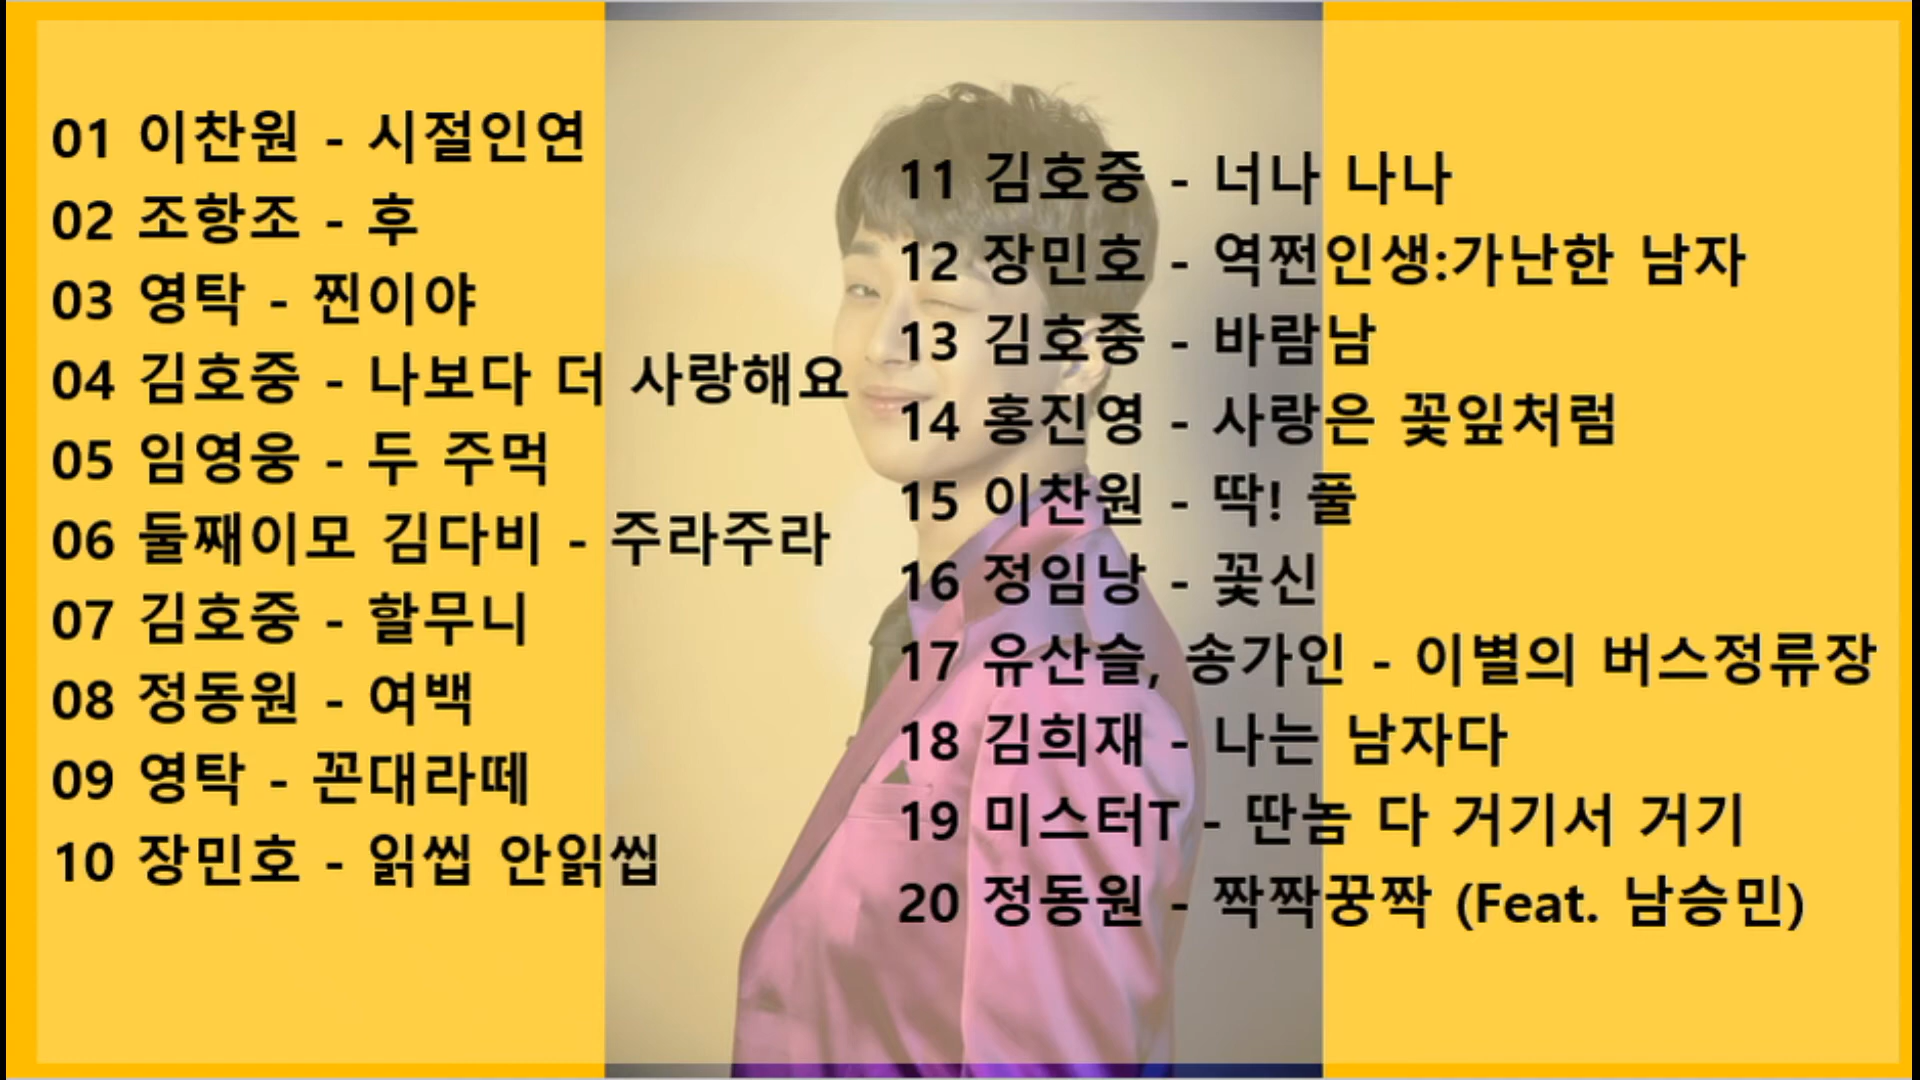 01 이찬원 - 시절인연
02 조항조 - 후
03 영탁 - 찐이야
04 김호중 - 나보다 더 사랑해요
05 임영웅 - 두 주먹
06 둘째이모 김다비 - 주라주라
07 김호중 - 할무니
08 정동원 - 여백
09 영탁 - 꼰대라떼
10 장민호 - 읽씹 안읽씹
11 김호중 - 너나 나나
12 장민호 - 역쩐인생:가난한 남자
13 김호중 - 바람남
14 홍진영 - 사랑은 꽃잎처럼
15 이찬원 - 딱! 풀
16 정임낭 - 꽃신
17 유산슬, 송가인 - 이별의 버스정류장
18 김희재 - 나는 남자다
19 미스터T - 딴놈 다 거기서 거기
20 정동원 - 짝짝꿍짝 (Feat. 남승민)